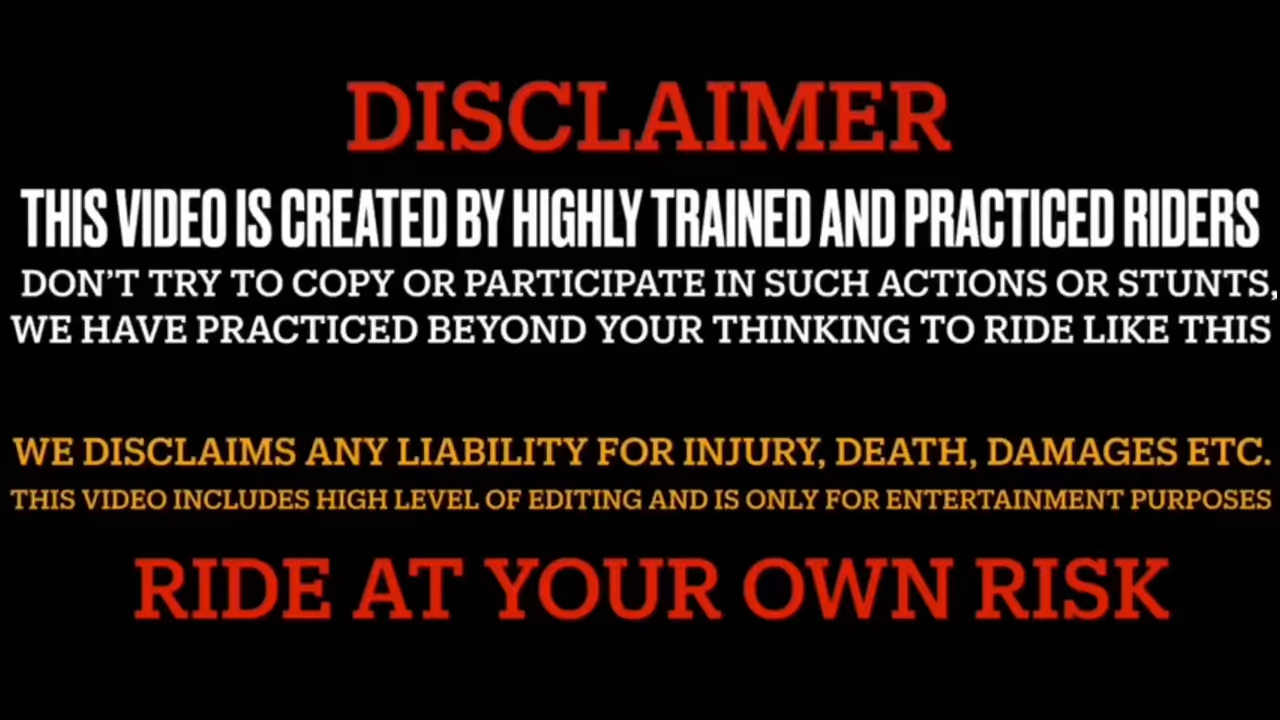 DISCLAIMER
THIS VIDEO IS CREATED BY HIGHLY TRAINED AND PRACTICED RIDERS
DON'T TRY TO COPY OR PARTICIPATE IN SUCH ACTIONS OR STUNTS,
WE HAVE PRACTICED BEYOND YOUR THINKING TO RIDE LIKE THIS
WE DISCLAIMS ANY LIABILITY FOR INJURY, DEATH, DAMAGES ETC.
THIS VIDEO INCLUDES HIGH LEVEL OF EDITING AND IS ONLY FOR ENTERTAINMENT PURPOSES
RIDE AT YOUR OWN RISK